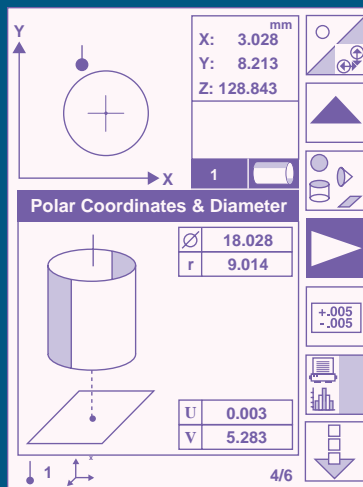 Y
mm
X: 3.028
Y: 8.213
Z: 128.843
X
1
Polar Coordinates & Diameter
Ø 18.028
r 9.014
+.005
-.005
U 0.003
V 5.283
1
4/6